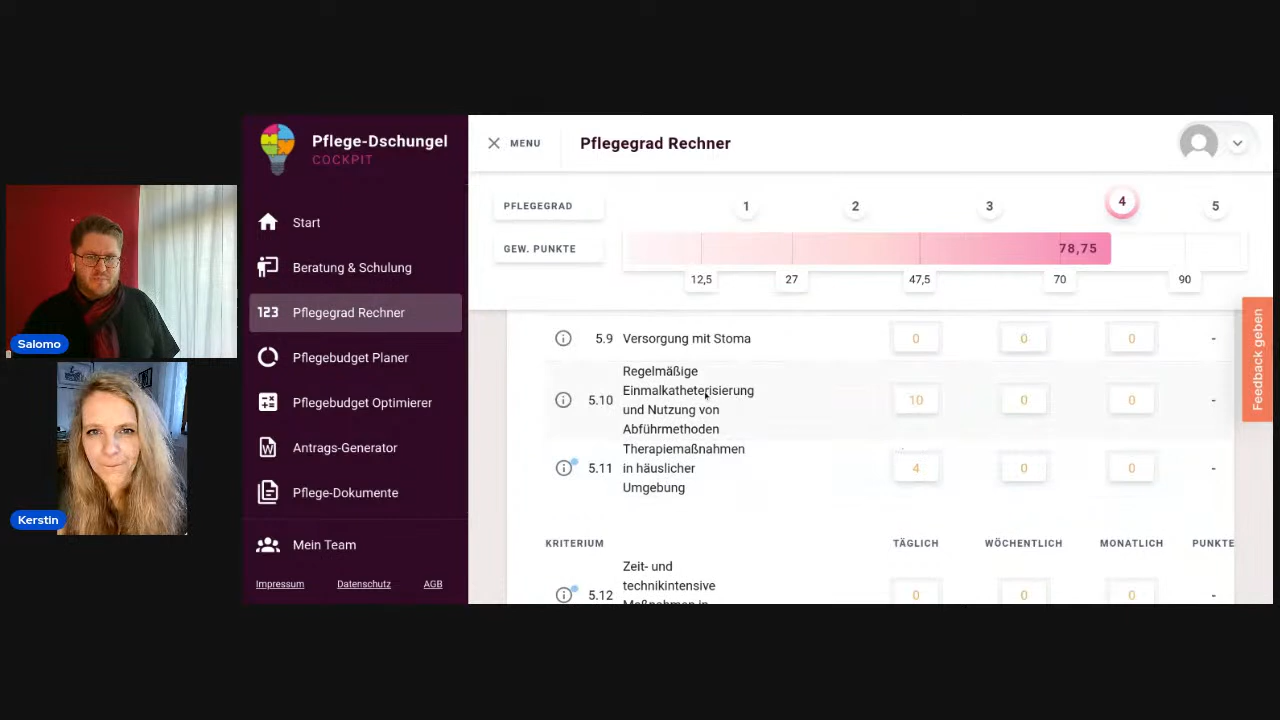 Salomo
Kerstin
Pflege-Dschungel
COCKPIT
Start
Beratung & Schulung
123 Pflegegrad Rechner
Pflegebudget Planer
Pflegebudget Optimierer
Antrags-Generator
Pflege-Dokumente
Mein Team
Impressum Datenschutz AGB
MENU Pflegegrad Rechner
PFLEGEGRAD 1 2 3 4 5
GEW. PUNKTE 78,75
12,5 27 47,5 70 90
5.9 Versorgung mit Stoma 0 0 0 -
Regelmäßige
Einmalkatheterisierung
und Nutzung von
Abführmethoden
5.10 10 0 0 -
Therapiemaßnahmen
in häuslicher
Umgebung
5.11 4 0 0 -
KRITERIUM TÄGLICH WÖCHENTLICH MONATLICH PUNKTE
Zeit- und
technikintensive
Maßnahmen in
5.12 0 0 0 -
Feedback geben